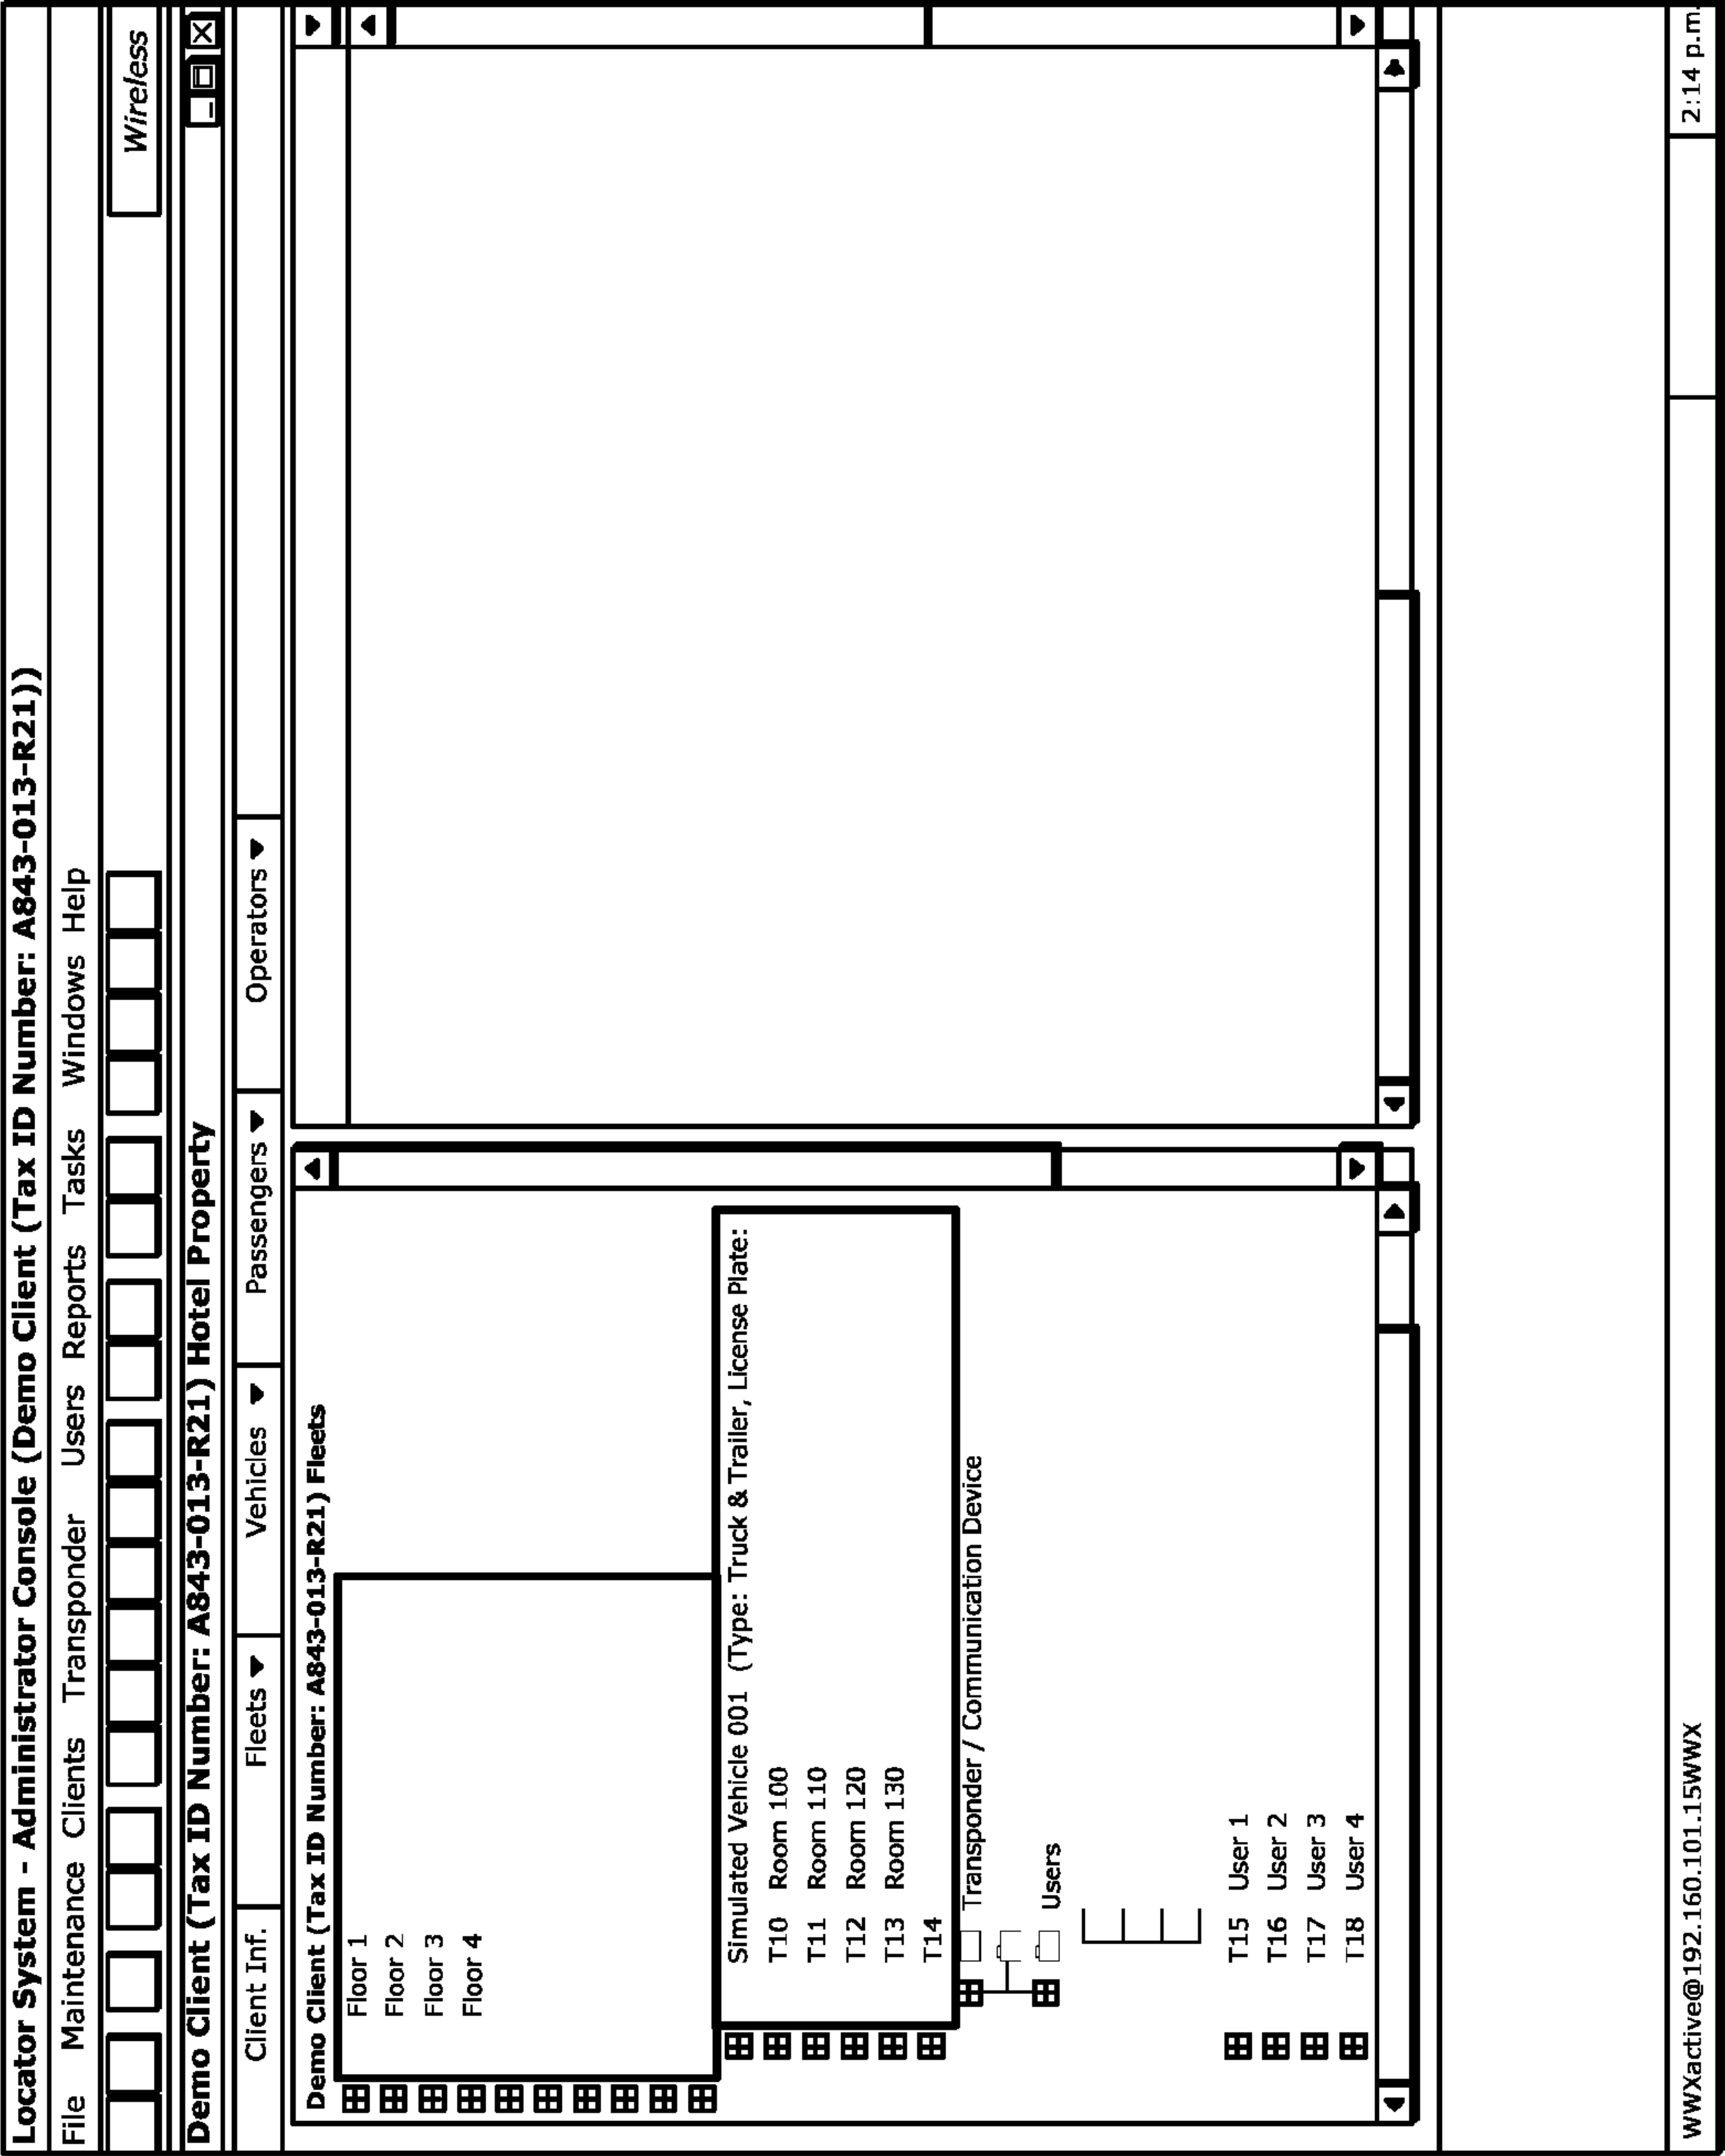 Locator System - Administrator Console (Demo Client (Tax ID Number: A843-013-R21))
File Maintenance Clients Transponder Users Reports Tasks Windows Help
Wireless
Demo Client (Tax ID Number: A843-013-R21) Hotel Property
Client Inf. Fleets Vehicles Passengers Operators
Demo Client (Tax ID Number: A843-013-R21) Fleets
Floor 1
Floor 2
Floor 3
Floor 4
Simulated Vehicle 001 (Type: Truck & Trailer, License Plate:
T10 Room 100
T11 Room 110
T12 Room 120
T13 Room 130
T14
Transponder / Communication Device
Users
T15 User 1
T16 User 2
T17 User 3
T18 User 4
WWXactive@192.160.101.15WWX 2:14 p.m.